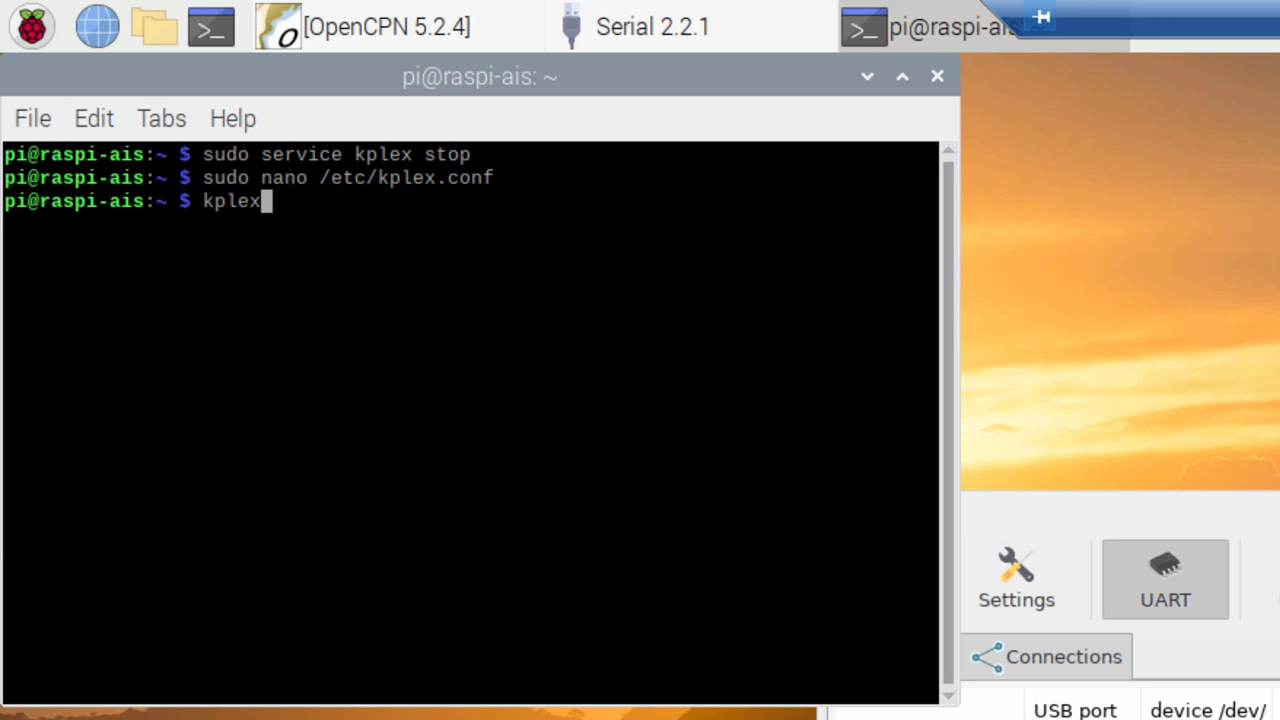 [OpenCPN 5.2.4]
Serial 2.2.1
pi@raspi-ais
pi@raspi-ais: ~
File Edit Tabs Help
pi@raspi-ais:~ $ sudo service kplex stop
pi@raspi-ais:~ $ sudo nano /etc/kplex.conf
pi@raspi-ais:~ $ kplex
Settings
UART
Connections
USB port
device /dev/